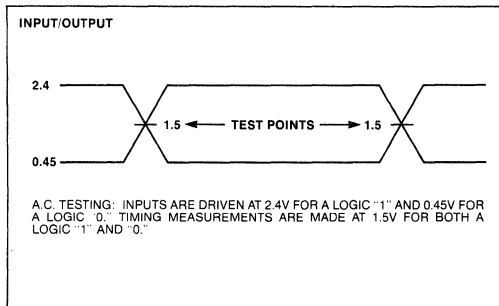 INPUT/OUTPUT
2.4
1.5 TEST POINTS 1.5
0.45
A.C. TESTING: INPUTS ARE DRIVEN AT 2.4V FOR A LOGIC "1" AND 0.45V FOR
A LOGIC "0." TIMING MEASUREMENTS ARE MADE AT 1.5V FOR BOTH A
LOGIC "1" AND "0."